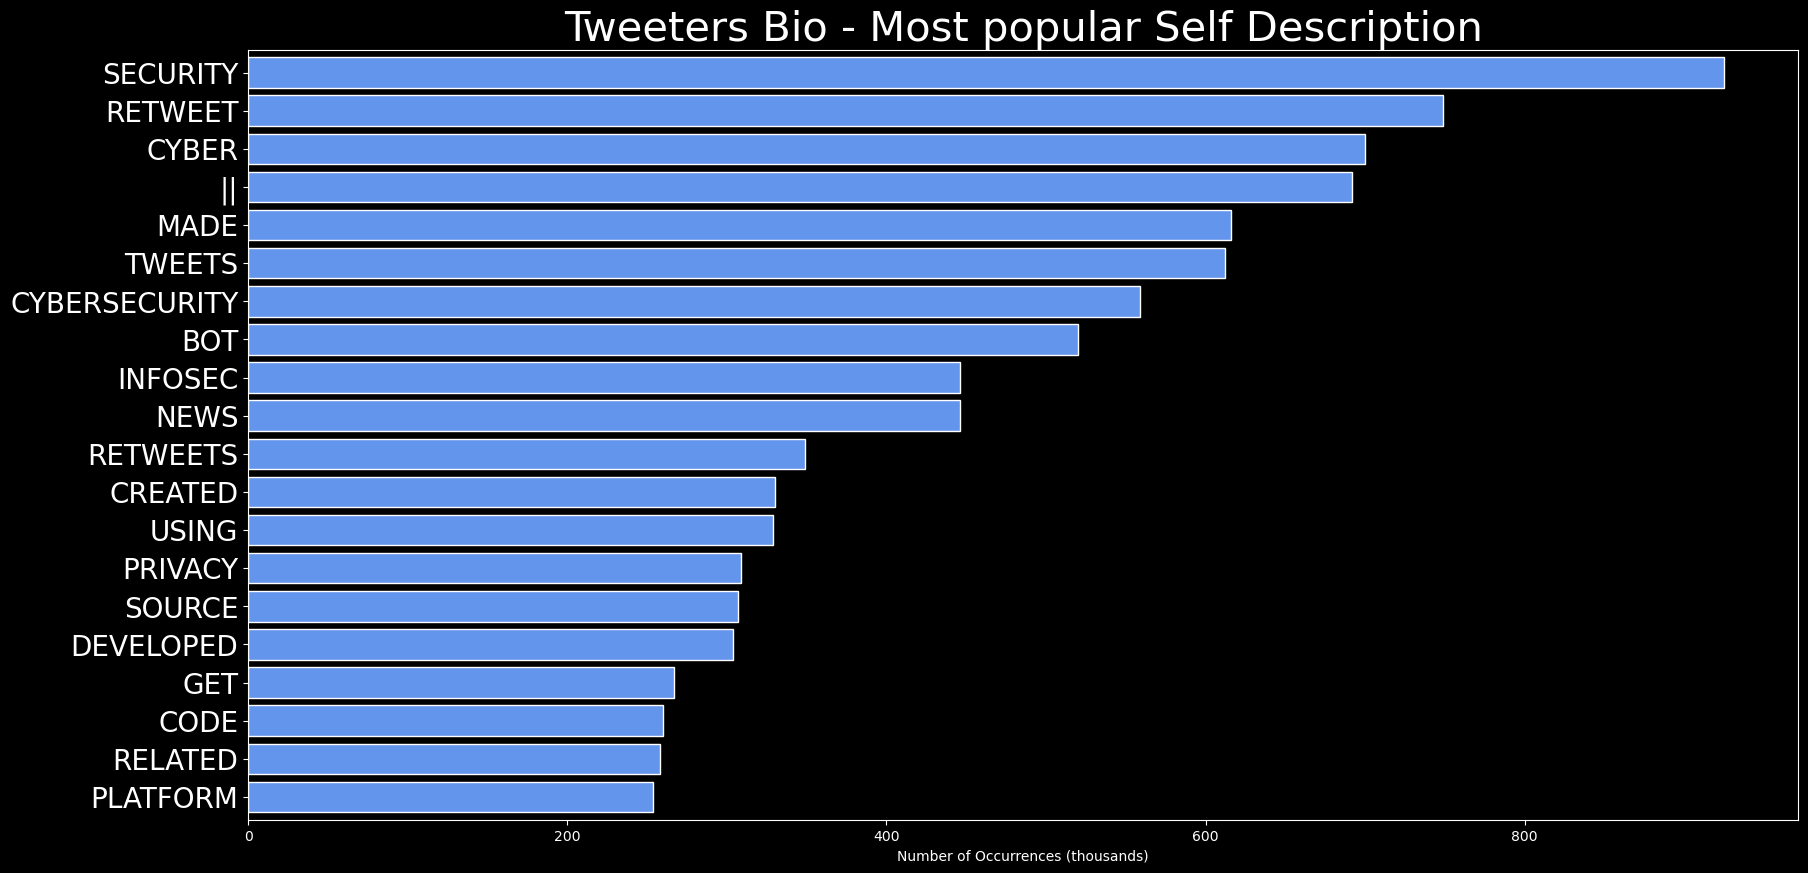 Tweeters Bio - Most popular Self Description
SECURITY
RETWEET
CYBER
||
MADE
TWEETS
CYBERSECURITY
BOT
INFOSEC
NEWS
RETWEETS
CREATED
USING
PRIVACY
SOURCE
DEVELOPED
GET
CODE
RELATED
PLATFORM
0 200 400 600 800
Number of Occurrences (thousands)